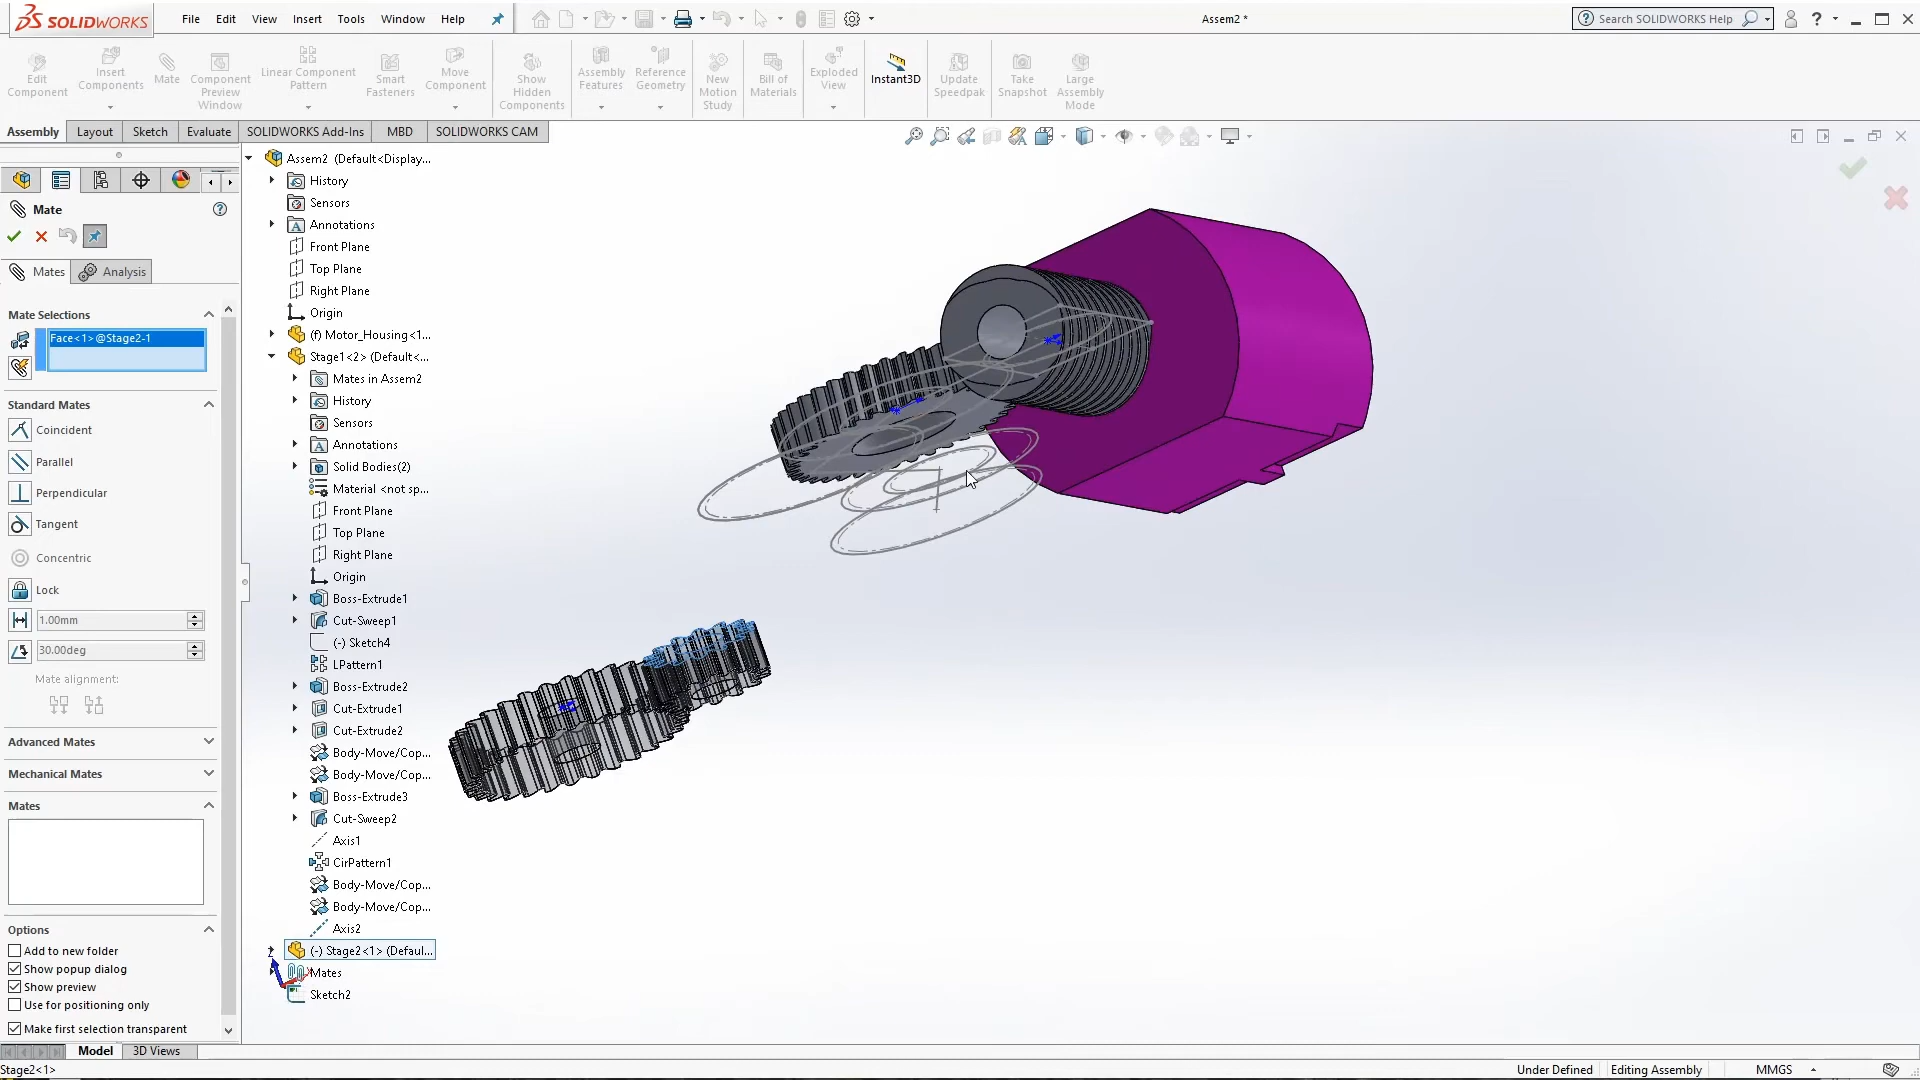 SOLIDWORKS File Edit View Insert Tools Window Help Assem2 * Search SOLIDWORKS Help
Edit Component
Insert Components
Mate
Component Preview Window
Linear Component Pattern
Smart Fasteners
Move Component
Show Hidden Components
Assembly Features
Reference Geometry
New Motion Study
Bill of Materials
Exploded View
Instant3D
Update Speedpak
Take Snapshot
Large Assembly Mode
Assembly Layout Sketch Evaluate SOLIDWORKS Add-Ins MBD SOLIDWORKS CAM
Mate
Mates Analysis
Mate Selections
Face<1>@Stage2-1
Standard Mates
Coincident
Parallel
Perpendicular
Tangent
Concentric
Lock
1.00mm
30.00deg
Mate alignment:
Advanced Mates
Mechanical Mates
Mates
Options
Add to new folder
Show popup dialog
Show preview
Use for positioning only
Make first selection transparent
Assem2 (Default<Display...
History
Sensors
Annotations
Front Plane
Top Plane
Right Plane
Origin
(f) Motor_Housing<1...
Stage1<2> (Default<...
Mates in Assem2
History
Sensors
Annotations
Solid Bodies(2)
Material <not sp...
Front Plane
Top Plane
Right Plane
Origin
Boss-Extrude1
Cut-Sweep1
(-) Sketch4
LPattern1
Boss-Extrude2
Cut-Extrude1
Cut-Extrude2
Body-Move/Cop...
Body-Move/Cop...
Boss-Extrude3
Cut-Sweep2
Axis1
CirPattern1
Body-Move/Cop...
Body-Move/Cop...
Axis2
(-) Stage2<1> (Defaul...
Mates
Sketch2
Model 3D Views
Stage2<1> Under Defined Editing Assembly MMGS